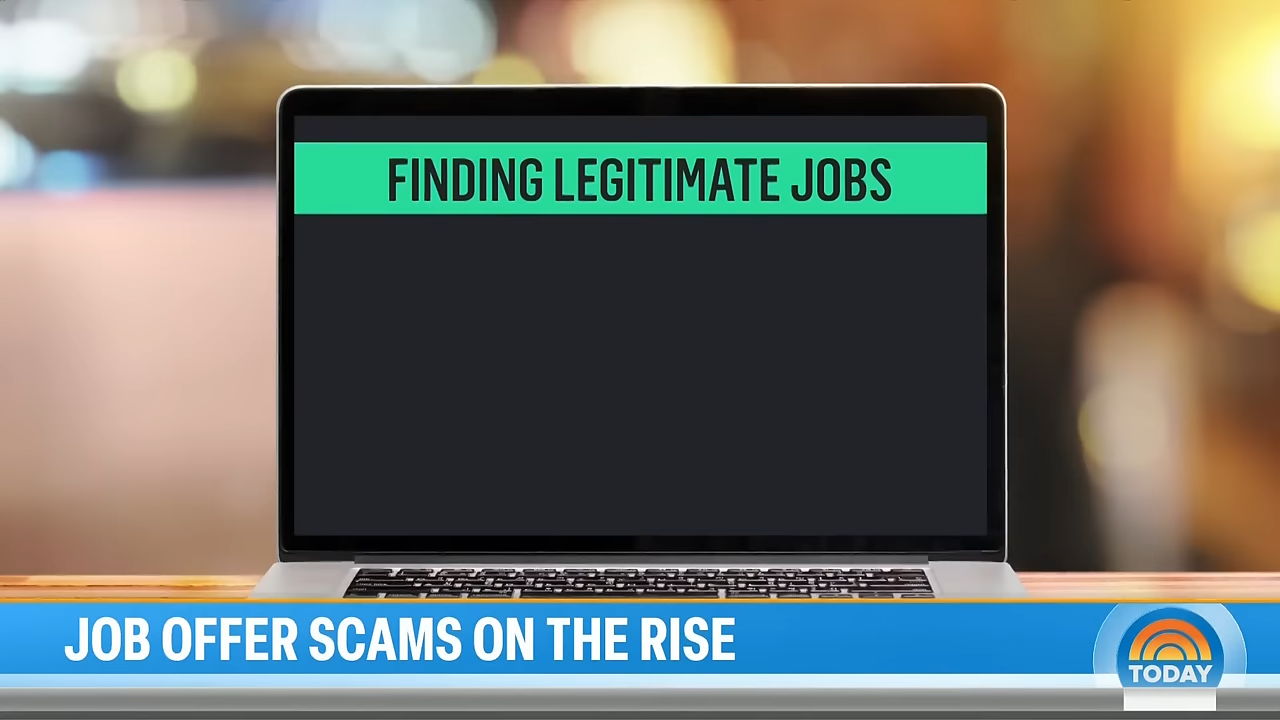 FINDING LEGITIMATE JOBS
JOB OFFER SCAMS ON THE RISE
TODAY